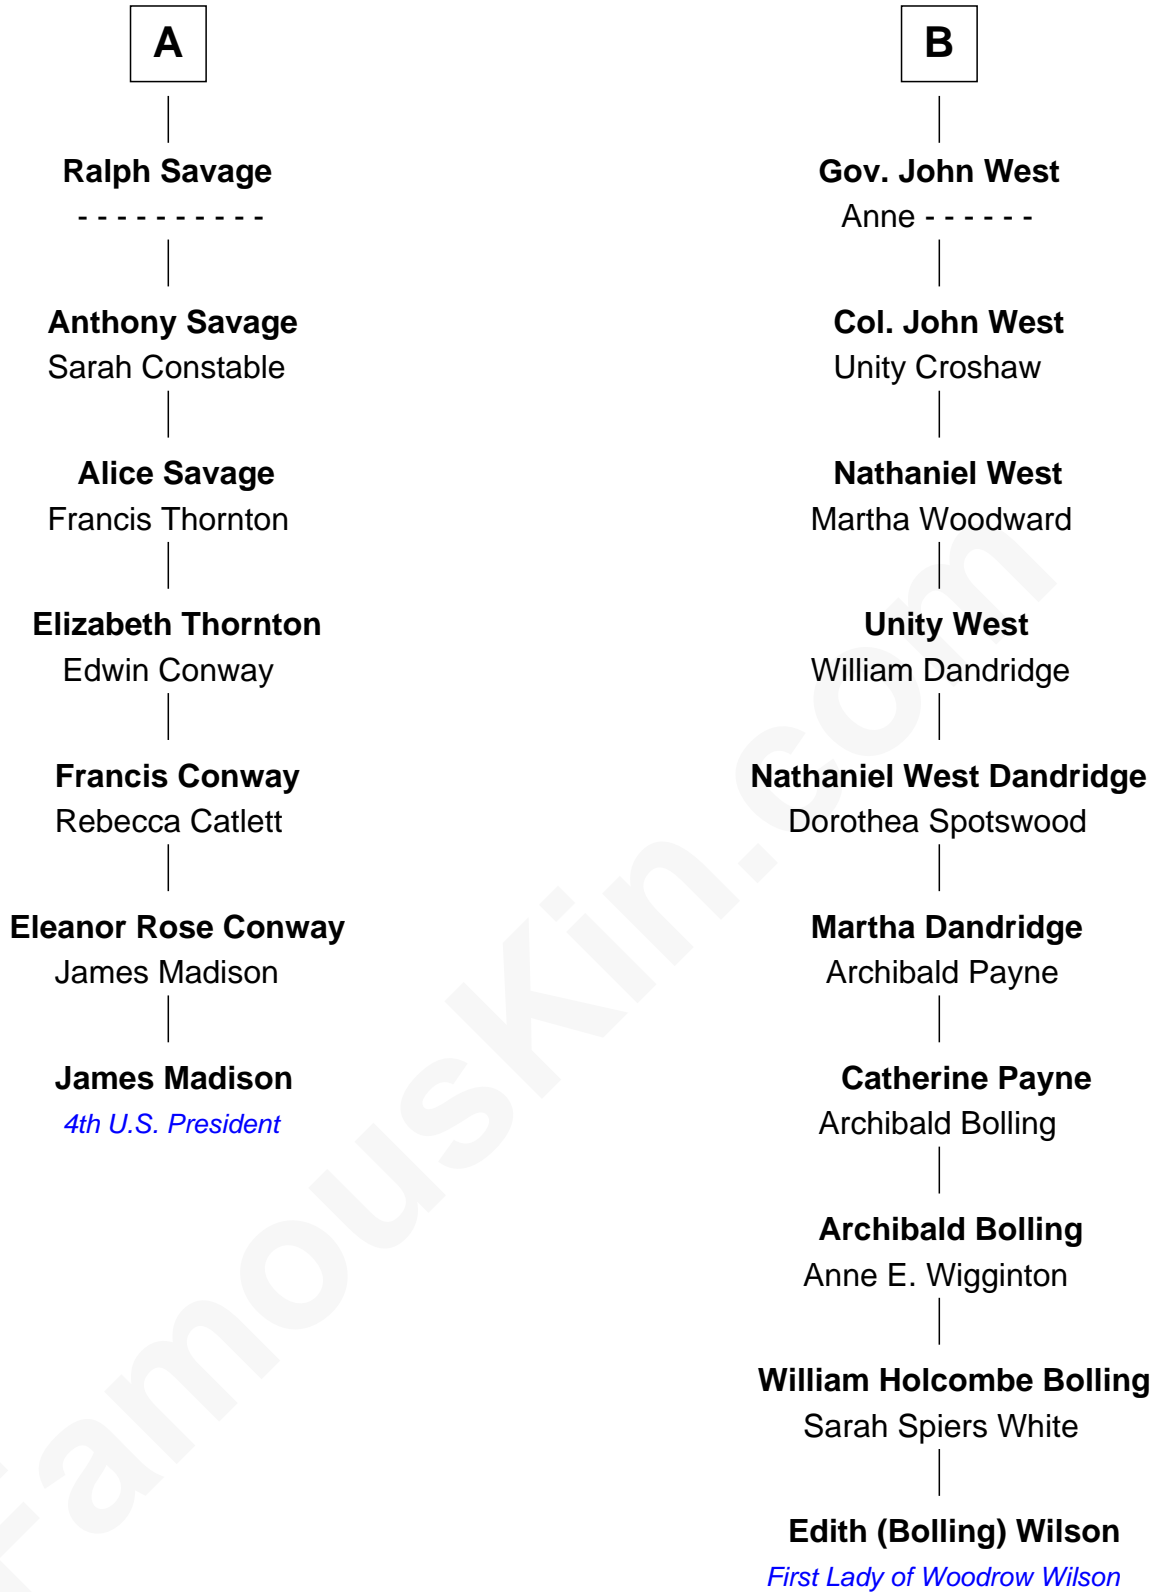 A
Ralph Savage
- - - - - - - - - -
Anthony Savage
Sarah Constable
Alice Savage
Francis Thornton
Elizabeth Thornton
Edwin Conway
Francis Conway
Rebecca Catlett
Eleanor Rose Conway
James Madison
James Madison
4th U.S. President
B
Gov. John West
Anne - - - - - -
Col. John West
Unity Croshaw
Nathaniel West
Martha Woodward
Unity West
William Dandridge
Nathaniel West Dandridge
Dorothea Spotswood
Martha Dandridge
Archibald Payne
Catherine Payne
Archibald Bolling
Archibald Bolling
Anne E. Wigginton
William Holcombe Bolling
Sarah Spiers White
Edith (Bolling) Wilson
First Lady of Woodrow Wilson
FamousKin.com